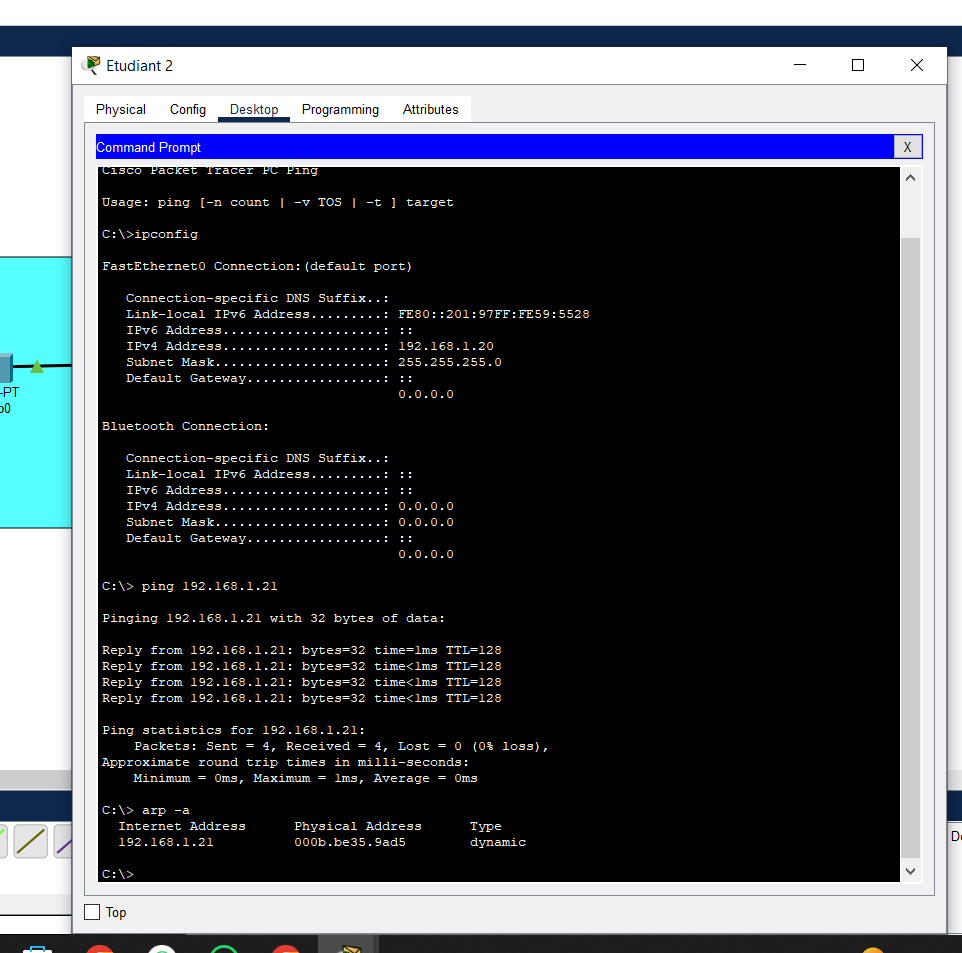 Etudiant 2
Physical Config Desktop Programming Attributes
Command Prompt X
Cisco Packet Tracer PC Ping
Usage: ping [-n count | -v TOS | -t ] target
C:\>ipconfig
FastEthernet0 Connection:(default port)
Connection-specific DNS Suffix..:
Link-local IPv6 Address.........: FE80::201:97FF:FE59:5528
IPv6 Address....................: ::
IPv4 Address....................: 192.168.1.20
Subnet Mask.....................: 255.255.255.0
Default Gateway.................: ::
0.0.0.0
Bluetooth Connection:
Connection-specific DNS Suffix..:
Link-local IPv6 Address.........: ::
IPv6 Address....................: ::
IPv4 Address....................: 0.0.0.0
Subnet Mask.....................: 0.0.0.0
Default Gateway.................: ::
0.0.0.0
C:\> ping 192.168.1.21
Pinging 192.168.1.21 with 32 bytes of data:
Reply from 192.168.1.21: bytes=32 time=1ms TTL=128
Reply from 192.168.1.21: bytes=32 time<1ms TTL=128
Reply from 192.168.1.21: bytes=32 time<1ms TTL=128
Reply from 192.168.1.21: bytes=32 time<1ms TTL=128
Ping statistics for 192.168.1.21:
Packets: Sent = 4, Received = 4, Lost = 0 (0% loss),
Approximate round trip times in milli-seconds:
Minimum = 0ms, Maximum = 1ms, Average = 0ms
C:\> arp -a
Internet Address Physical Address Type
192.168.1.21 000b.be35.9ad5 dynamic
C:\>
Top
-PT